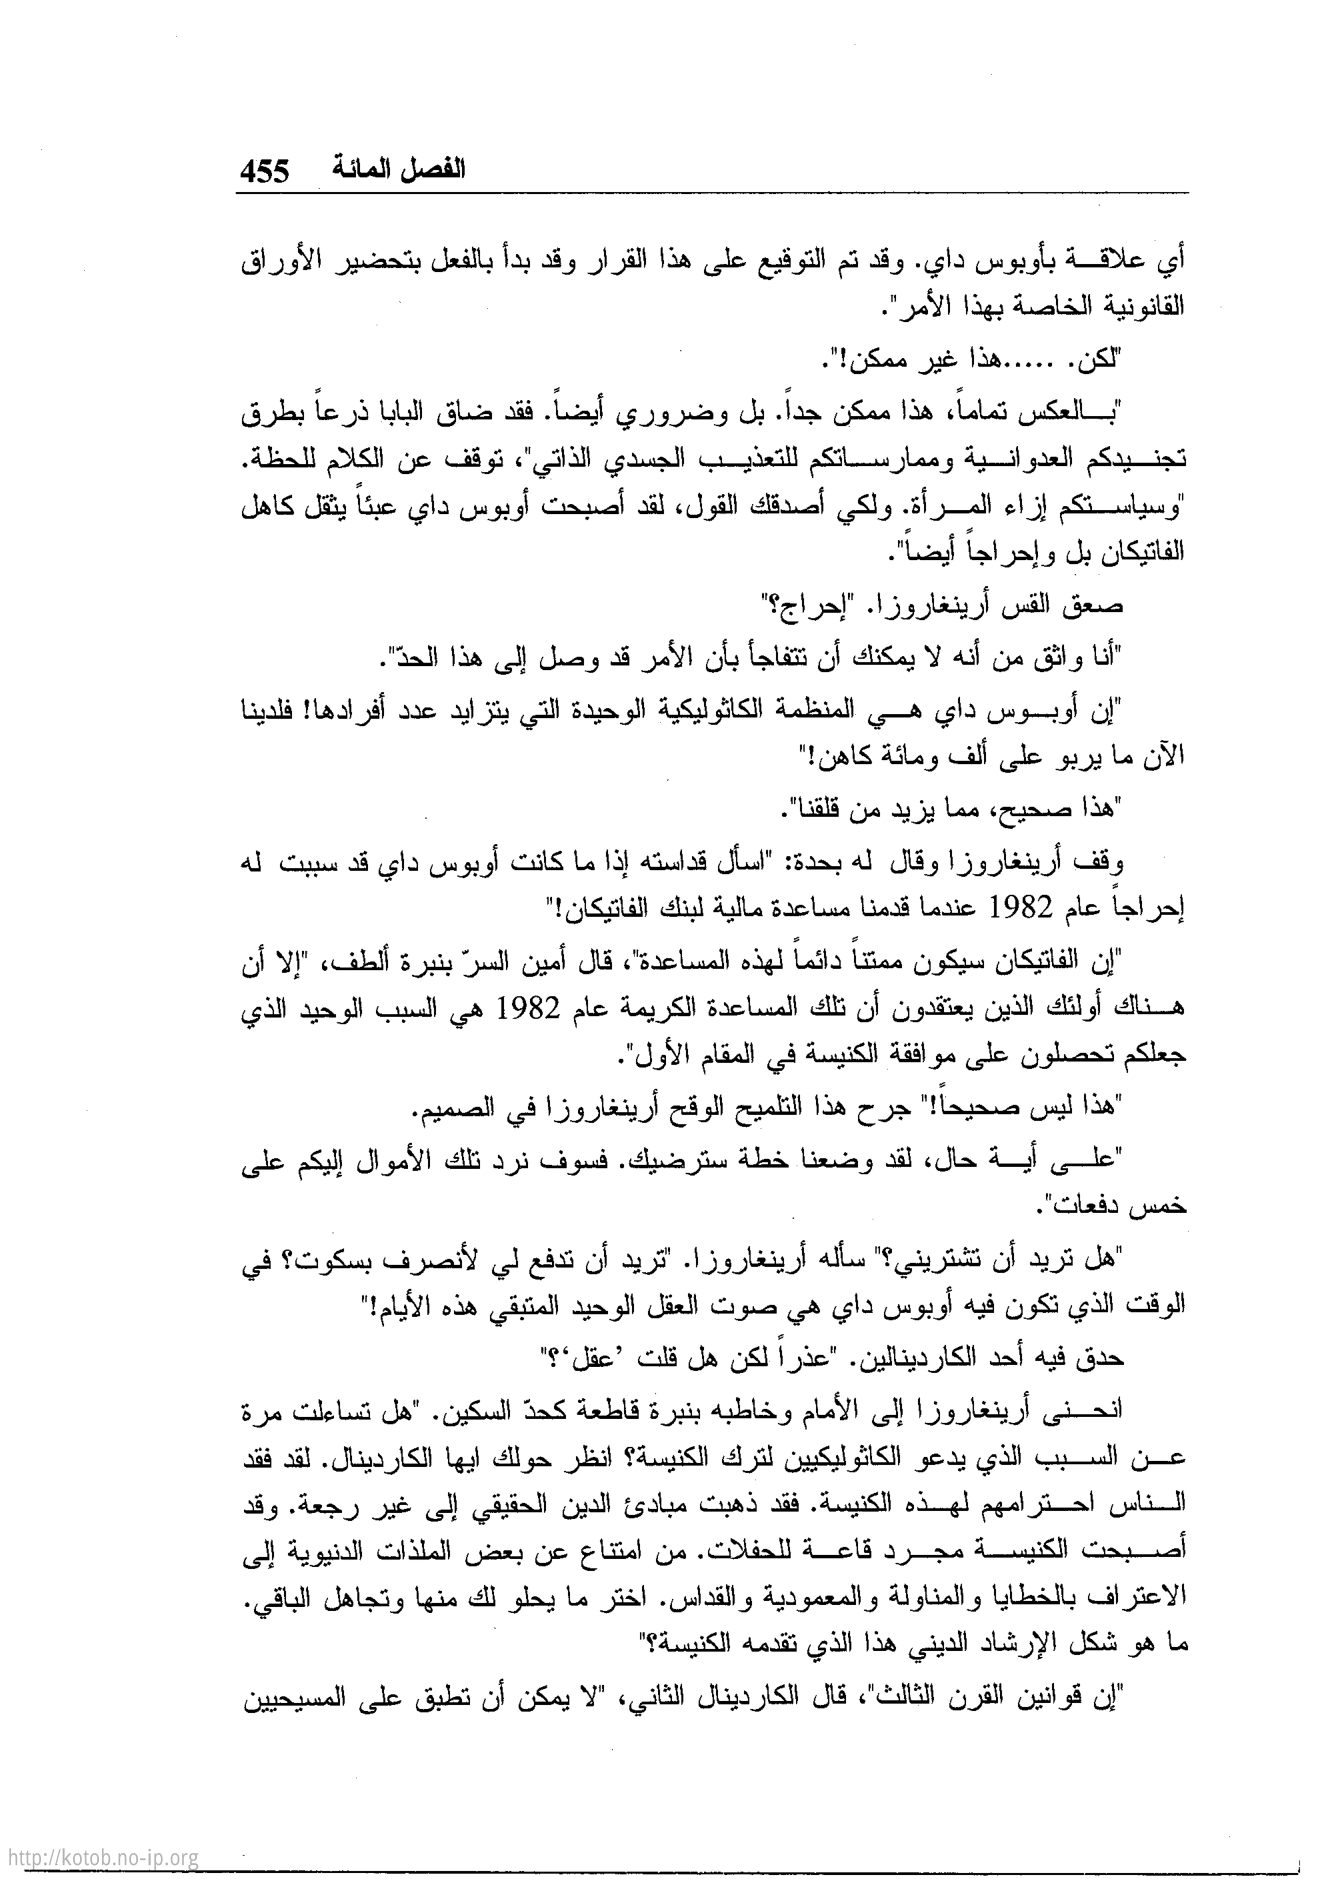 الفصل المائة 455
أي علاقة بأوبوس داي. وقد تم التوقيع على هذا القرار وقد بدأ بالفعل بتحضير الأوراق
القانونية الخاصة بهذا الأمر".
"لكن. .....هذا غير ممكن!".
"بالعكس تماماً، هذا ممكن جداً. بل وضروري أيضاً. فقد ضاق البابا ذرعاً بطرق
تجنيدكم العدوانية وممارساتكم للتعذيب الجسدي الذاتي"، توقف عن الكلام للحظة.
"وسياستكم إزاء المرأة. ولكي أصدقك القول، لقد أصبحت أوبوس داي عبئاً يثقل كاهل
الفاتيكان بل وإحراجاً أيضاً".
صعق القس أرينغاروزا. "إحراج؟"
"أنا واثق من أنه لا يمكنك أن تتفاجأ بأن الأمر قد وصل إلى هذا الحدّ".
"إن أوبوس داي هي المنظمة الكاثوليكية الوحيدة التي يتزايد عدد أفرادها! فلدينا
الآن ما يربو على ألف ومائة كاهن!"
"هذا صحيح، مما يزيد من قلقنا".
وقف أرينغاروزا وقال له بحدة: "اسأل قداسته إذا ما كانت أوبوس داي قد سببت له
إحراجاً عام 1982 عندما قدمنا مساعدة مالية لبنك الفاتيكان!"
"إن الفاتيكان سيكون ممتناً دائماً لهذه المساعدة"، قال أمين السرّ بنبرة ألطف، "إلا أن
هناك أولئك الذين يعتقدون أن تلك المساعدة الكريمة عام 1982 هي السبب الوحيد الذي
جعلكم تحصلون على موافقة الكنيسة في المقام الأول".
"هذا ليس صحيحاً!" جرح هذا التلميح الوقح أرينغاروزا في الصميم.
"على أية حال، لقد وضعنا خطة سترضيك. فسوف نرد تلك الأموال إليكم على
خمس دفعات".
"هل تريد أن تشتريني؟" سأله أرينغاروزا. "تريد أن تدفع لي لأنصرف بسكوت؟ في
الوقت الذي تكون فيه أوبوس داي هي صوت العقل الوحيد المتبقي هذه الأيام!"
حدق فيه أحد الكاردينالين. "عذراً لكن هل قلت ’عقل‘؟"
انحنى أرينغاروزا إلى الأمام وخاطبه بنبرة قاطعة كحدّ السكين. "هل تساءلت مرة
عن السبب الذي يدعو الكاثوليكيين لترك الكنيسة؟ انظر حولك ايها الكاردينال. لقد فقد
الناس احترامهم لهذه الكنيسة. فقد ذهبت مبادئ الدين الحقيقي إلى غير رجعة. وقد
أصبحت الكنيسة مجرد قاعة للحفلات. من امتناع عن بعض الملذات الدنيوية إلى
الاعتراف بالخطايا والمناولة والمعمودية والقداس. اختر ما يحلو لك منها وتجاهل الباقي.
ما هو شكل الإرشاد الديني هذا الذي تقدمه الكنيسة؟"
"إن قوانين القرن الثالث"، قال الكاردينال الثاني، "لا يمكن أن تطبق على المسيحيين
http://kotob.no-ip.org